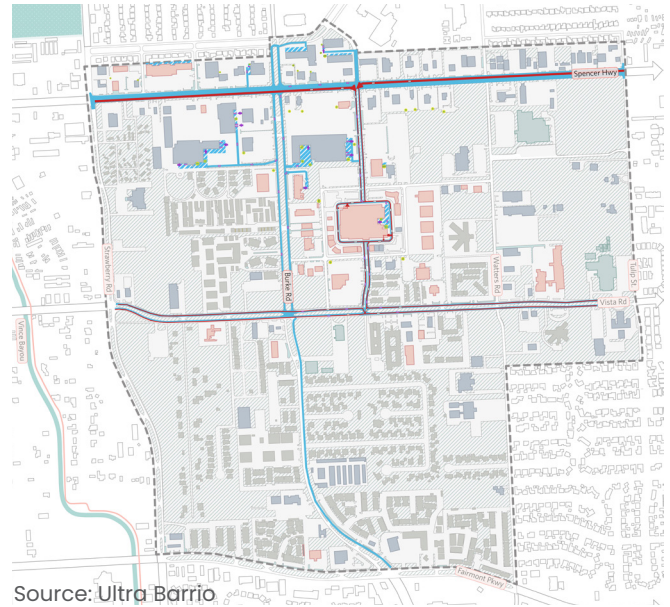 Spencer Hwy
Strawberry Rd
Burke Rd
Watters Rd
Tulip St.
Vista Rd
Vince Bayou
Fairmont Pkwy
Source: Ultra Barrio